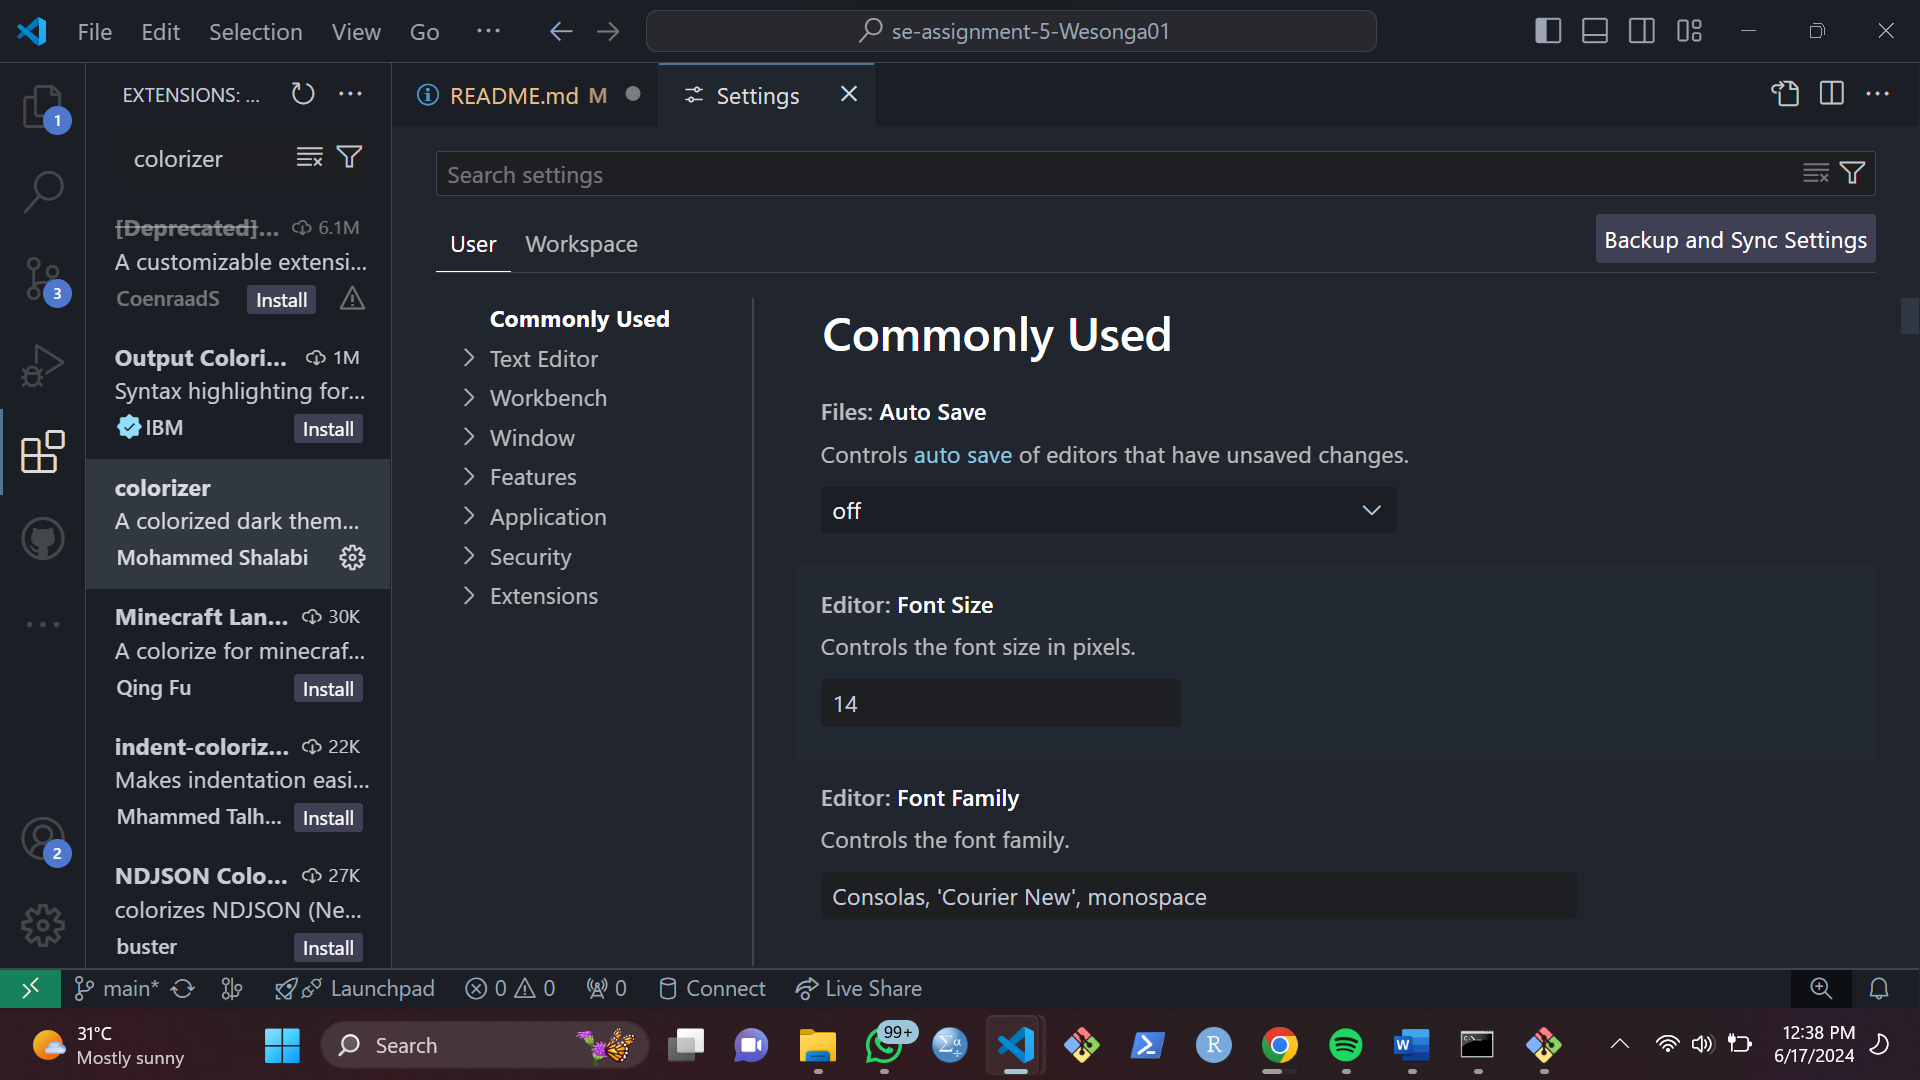 File Edit Selection View Go ··· se-assignment-5-Wesonga01
EXTENSIONS: ...
README.md M
Settings
colorizer
[Deprecated]... 6.1M
A customizable extensi...
CoenraadS Install
Output Colori... 1M
Syntax highlighting for...
IBM Install
colorizer
A colorized dark them...
Mohammed Shalabi
Minecraft Lan... 30K
A colorize for minecraf...
Qing Fu Install
indent-coloriz... 22K
Makes indentation easi...
Mhammed Talh... Install
NDJSON Colo... 27K
colorizes NDJSON (Ne...
buster Install
1
3
2
Search settings
User Workspace
Backup and Sync Settings
Commonly Used
Text Editor
Workbench
Window
Features
Application
Security
Extensions
Commonly Used
Files: Auto Save
Controls auto save of editors that have unsaved changes.
off
Editor: Font Size
Controls the font size in pixels.
14
Editor: Font Family
Controls the font family.
Consolas, 'Courier New', monospace
main* Launchpad 0 0 0 Connect Live Share
31°C
Mostly sunny
Search
99+
Σα
R
W
12:38 PM
6/17/2024